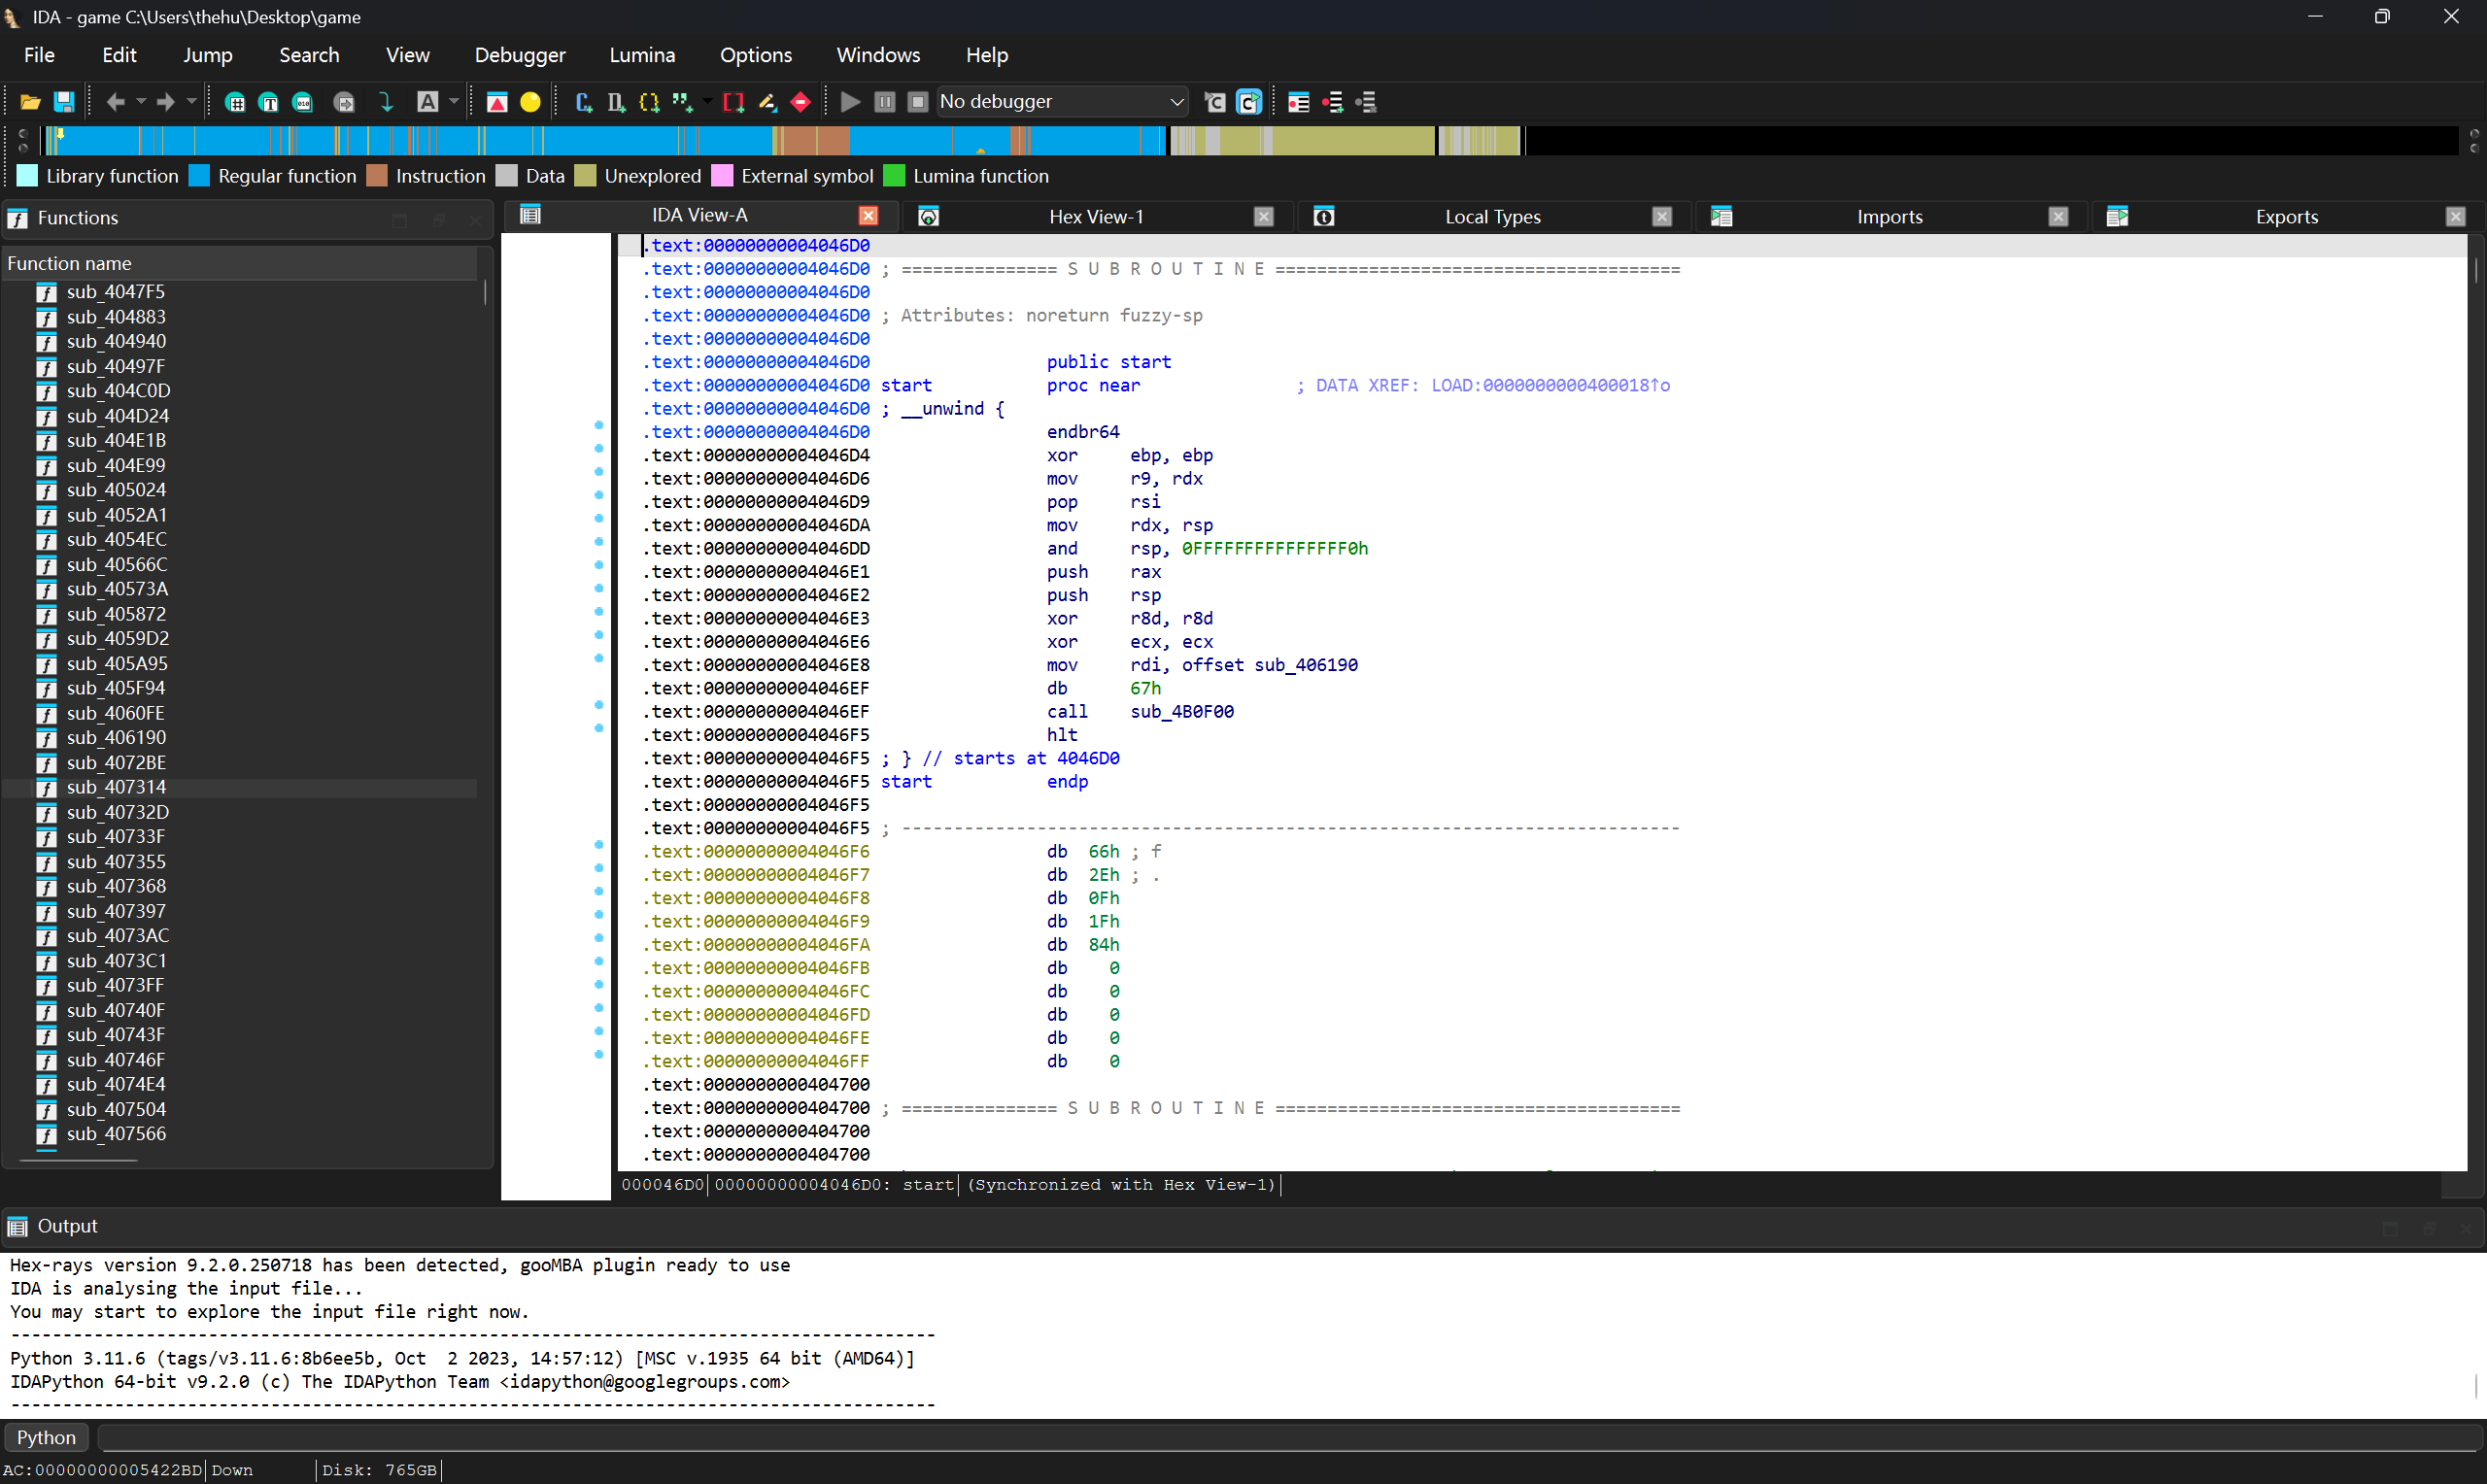 IDA - game C:\Users\thehu\Desktop\game
File Edit Jump Search View Debugger Lumina Options Windows Help
No debugger
Library function Regular function Instruction Data Unexplored External symbol Lumina function
Functions
Function name
sub_4047F5
sub_404883
sub_404940
sub_40497F
sub_404C0D
sub_404D24
sub_404E1B
sub_404E99
sub_405024
sub_4052A1
sub_4054EC
sub_40566C
sub_40573A
sub_405872
sub_4059D2
sub_405A95
sub_405F94
sub_4060FE
sub_406190
sub_4072BE
sub_407314
sub_40732D
sub_40733F
sub_407355
sub_407368
sub_407397
sub_4073AC
sub_4073C1
sub_4073FF
sub_40740F
sub_40743F
sub_40746F
sub_4074E4
sub_407504
sub_407566
IDA View-A Hex View-1 Local Types Imports Exports
.text:00000000004046D0
.text:00000000004046D0 ; =============== S U B R O U T I N E =======================================
.text:00000000004046D0
.text:00000000004046D0 ; Attributes: noreturn fuzzy-sp
.text:00000000004046D0
.text:00000000004046D0 public start
.text:00000000004046D0 start proc near ; DATA XREF: LOAD:0000000000400018↑o
.text:00000000004046D0 ; __unwind {
.text:00000000004046D0 endbr64
.text:00000000004046D4 xor ebp, ebp
.text:00000000004046D6 mov r9, rdx
.text:00000000004046D9 pop rsi
.text:00000000004046DA mov rdx, rsp
.text:00000000004046DD and rsp, 0FFFFFFFFFFFFFFF0h
.text:00000000004046E1 push rax
.text:00000000004046E2 push rsp
.text:00000000004046E3 xor r8d, r8d
.text:00000000004046E6 xor ecx, ecx
.text:00000000004046E8 mov rdi, offset sub_406190
.text:00000000004046EF db 67h
.text:00000000004046EF call sub_4B0F00
.text:00000000004046F5 hlt
.text:00000000004046F5 ; } // starts at 4046D0
.text:00000000004046F5 start endp
.text:00000000004046F5
.text:00000000004046F5 ; ---------------------------------------------------------------------------
.text:00000000004046F6 db 66h ; f
.text:00000000004046F7 db 2Eh ; .
.text:00000000004046F8 db 0Fh
.text:00000000004046F9 db 1Fh
.text:00000000004046FA db 84h
.text:00000000004046FB db 0
.text:00000000004046FC db 0
.text:00000000004046FD db 0
.text:00000000004046FE db 0
.text:00000000004046FF db 0
.text:0000000000404700
.text:0000000000404700 ; =============== S U B R O U T I N E =======================================
.text:0000000000404700
.text:0000000000404700
000046D0 00000000004046D0: start (Synchronized with Hex View-1)
Output
Hex-rays version 9.2.0.250718 has been detected, gooMBA plugin ready to use
IDA is analysing the input file...
You may start to explore the input file right now.
-----------------------------------------------------------------------------------------
Python 3.11.6 (tags/v3.11.6:8b6ee5b, Oct  2 2023, 14:57:12) [MSC v.1935 64 bit (AMD64)]
IDAPython 64-bit v9.2.0 (c) The IDAPython Team <idapython@googlegroups.com>
-----------------------------------------------------------------------------------------
Python
AC:00000000005422BD Down Disk: 765GB